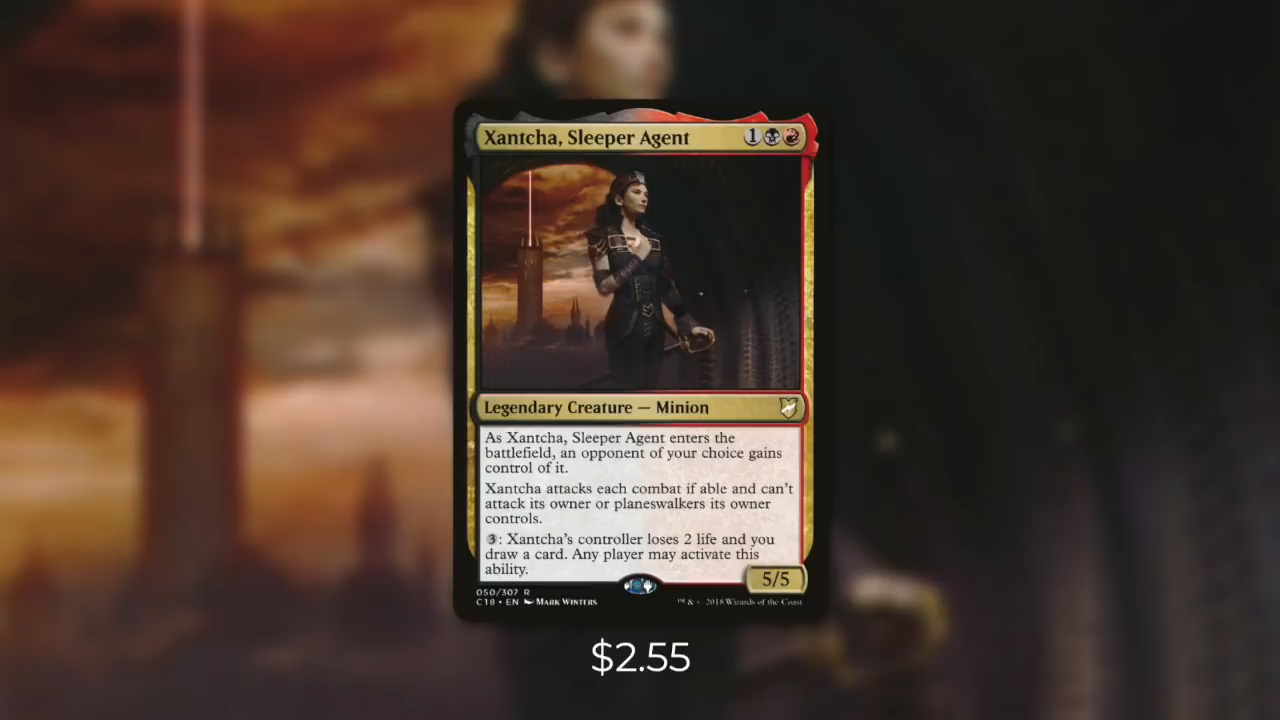 Xantcha, Sleeper Agent 1
Legendary Creature — Minion
As Xantcha, Sleeper Agent enters the
battlefield, an opponent of your choice gains
control of it.
Xantcha attacks each combat if able and can't
attack its owner or planeswalkers its owner
controls.
3: Xantcha's controller loses 2 life and you
draw a card. Any player may activate this
ability.
5/5
050/307 R
C18 • EN Mark Winters
™ & © 2018 Wizards of the Coast
$2.55